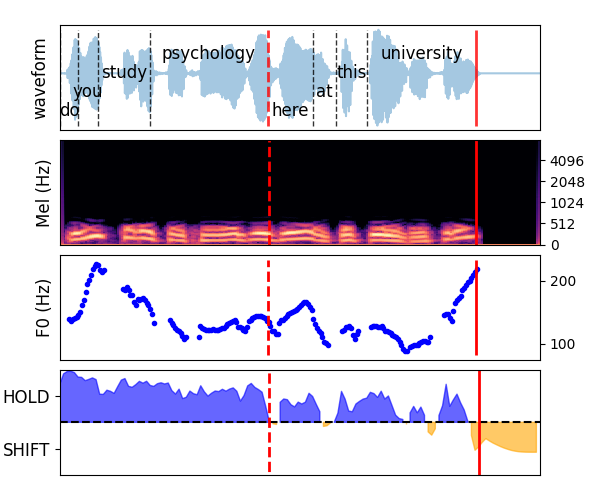 waveform
psychology university
study this
you at
do here
Mel (Hz)
4096
2048
1024
512
0
F0 (Hz)
200
100
HOLD
SHIFT